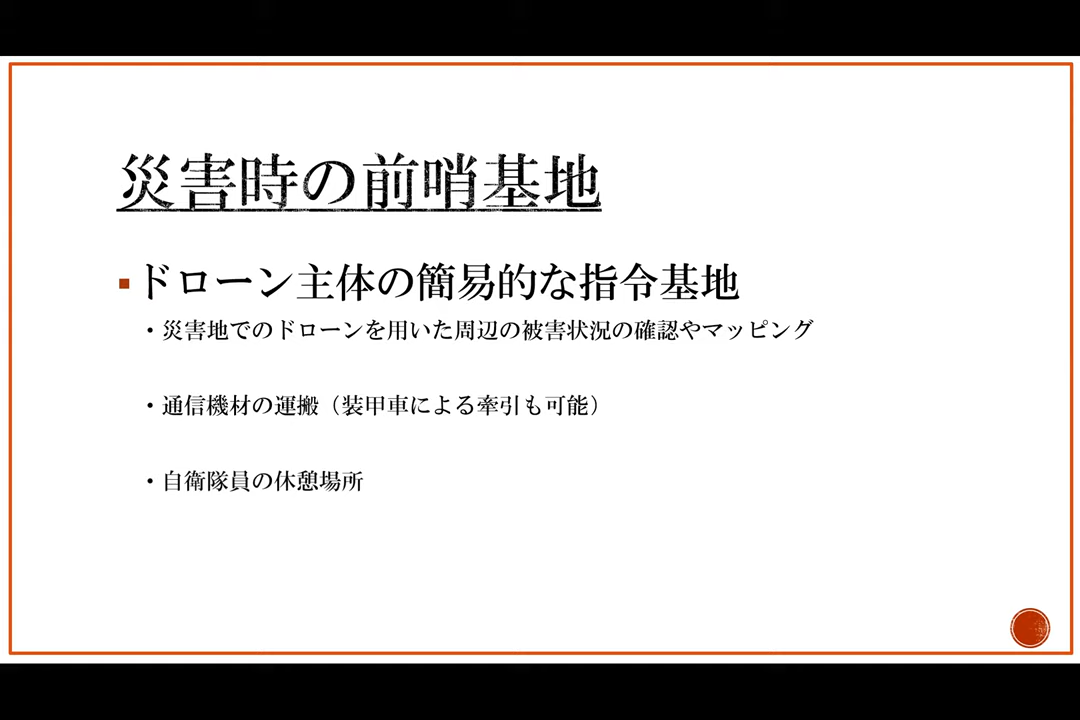 災害時の前哨基地
▪ドローン主体の簡易的な指令基地
・災害地でのドローンを用いた周辺の被害状況の確認やマッピング
・通信機材の運搬（装甲車による牽引も可能）
・自衛隊員の休憩場所